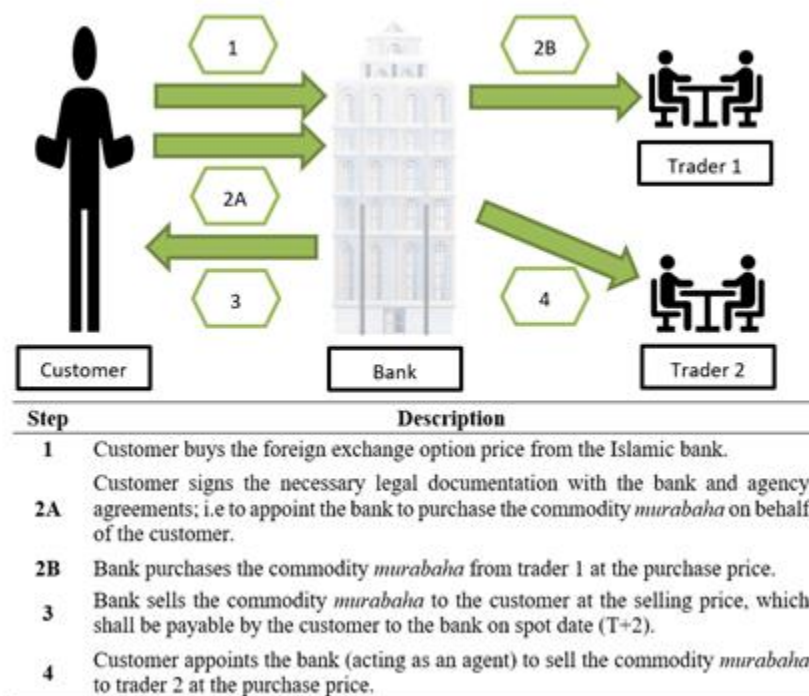 1
2B
Trader 1
2A
3
4
Customer
Bank
Trader 2
Step Description
1 Customer buys the foreign exchange option price from the Islamic bank.
Customer signs the necessary legal documentation with the bank and agency
2A agreements; i.e to appoint the bank to purchase the commodity murabaha on behalf
of the customer.
2B Bank purchases the commodity murabaha from trader 1 at the purchase price.
3 Bank sells the commodity murabaha to the customer at the selling price, which
shall be payable by the customer to the bank on spot date (T+2).
4 Customer appoints the bank (acting as an agent) to sell the commodity murabaha
to trader 2 at the purchase price.